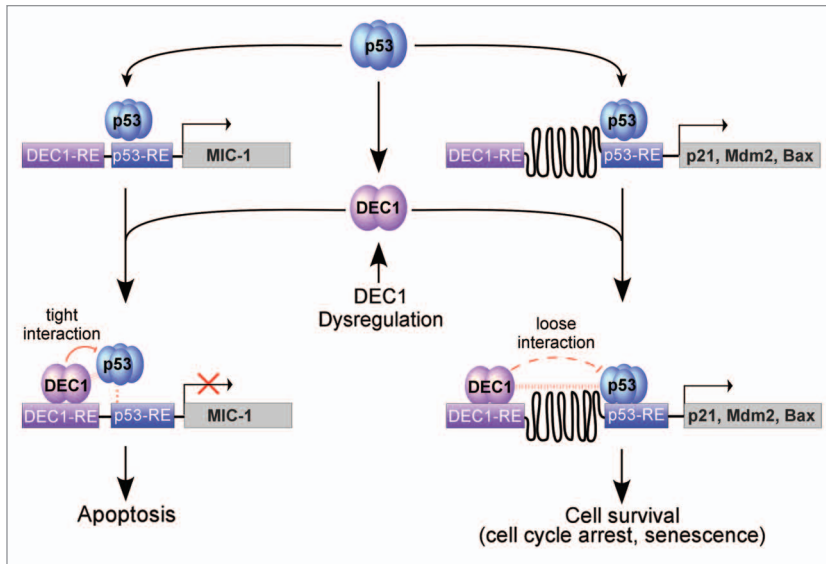 p53
p53
p53
DEC1-RE
p53-RE
MIC-1
DEC1-RE
p53-RE
p21, Mdm2, Bax
DEC1
DEC1
Dysregulation
tight
interaction
loose
interaction
p53
DEC1
DEC1
p53
DEC1-RE
p53-RE
MIC-1
DEC1-RE
p53-RE
p21, Mdm2, Bax
Apoptosis
Cell survival
(cell cycle arrest, senescence)